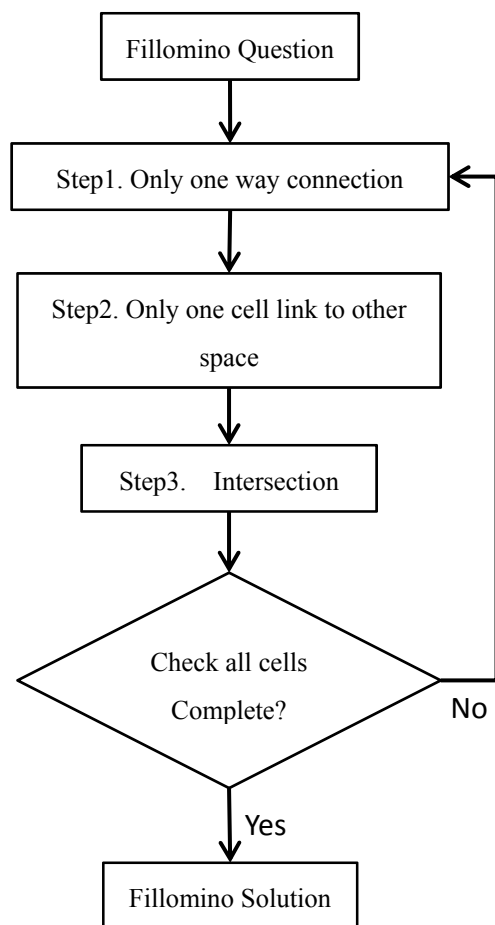 Fillomino Question
Step1. Only one way connection
Step2. Only one cell link to other
space
Step3. Intersection
Check all cells
Complete?
No
Yes
Fillomino Solution